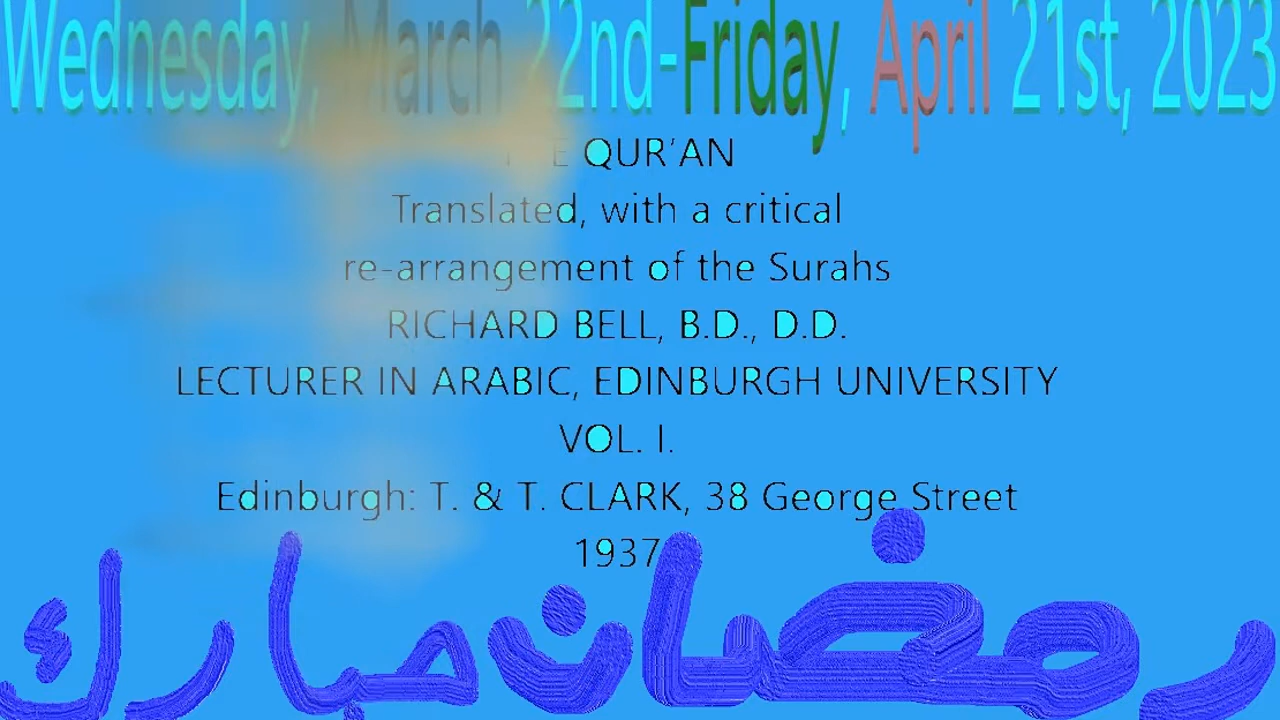 Wednesday, March 22nd-Friday, April 21st, 2023
THE QUR’AN
Translated, with a critical
re-arrangement of the Surahs
RICHARD BELL, B.D., D.D.
LECTURER IN ARABIC, EDINBURGH UNIVERSITY
VOL. I.
Edinburgh: T. & T. CLARK, 38 George Street
1937
رمضان مبارك